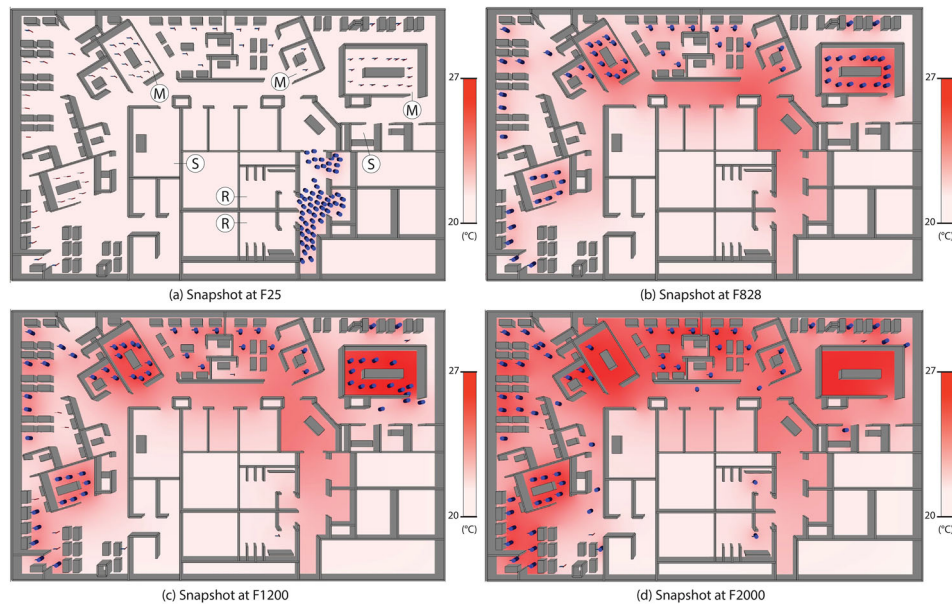 M
M
M
S
S
R
R
27
20
(°C)
27
20
(°C)
(a) Snapshot at F25
(b) Snapshot at F828
27
20
(°C)
27
20
(°C)
(c) Snapshot at F1200
(d) Snapshot at F2000